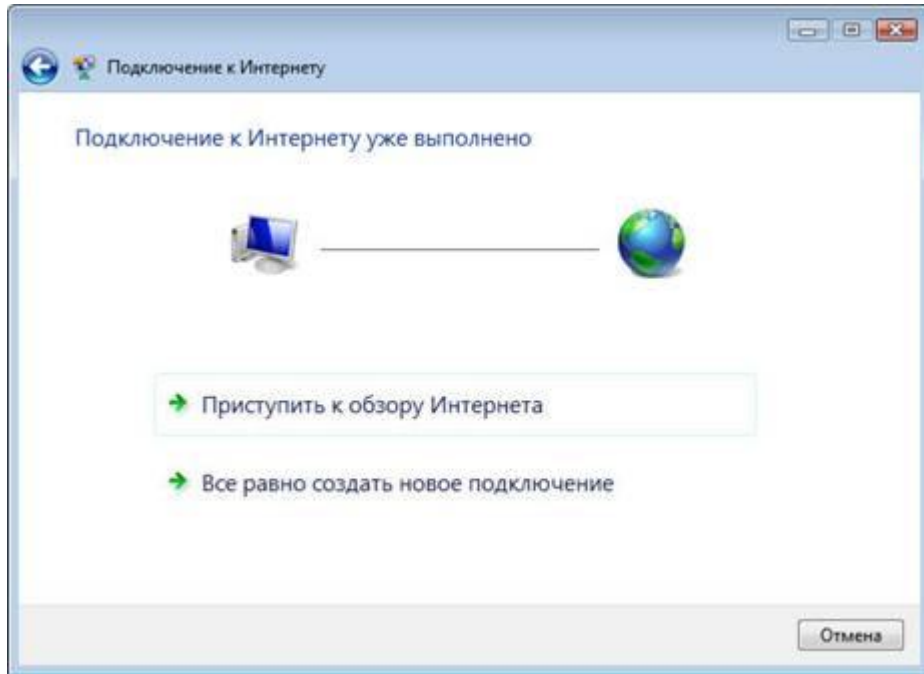 Подключение к Интернету
Подключение к Интернету уже выполнено
Приступить к обзору Интернета
Все равно создать новое подключение
Отмена